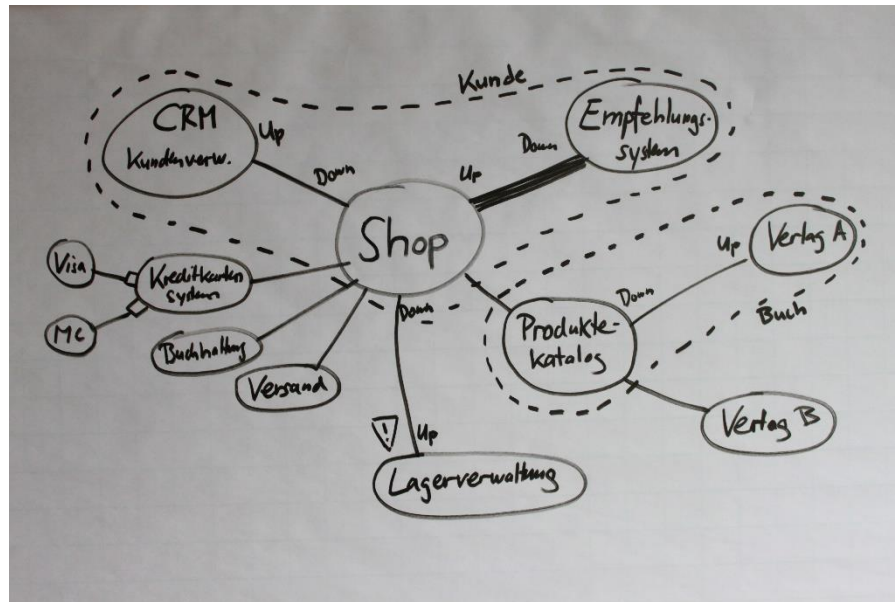 Kunde
CRM
Kundenverw.
Up
Down
Up
Down
Empfehlungs-
system
Shop
Visa
MC
Kreditkarten
system
Buchhaltung
Versand
Down
Up
!
Lagerverwaltung
Produkte-
katalog
Down
Up
Verlag A
Buch
Verlag B